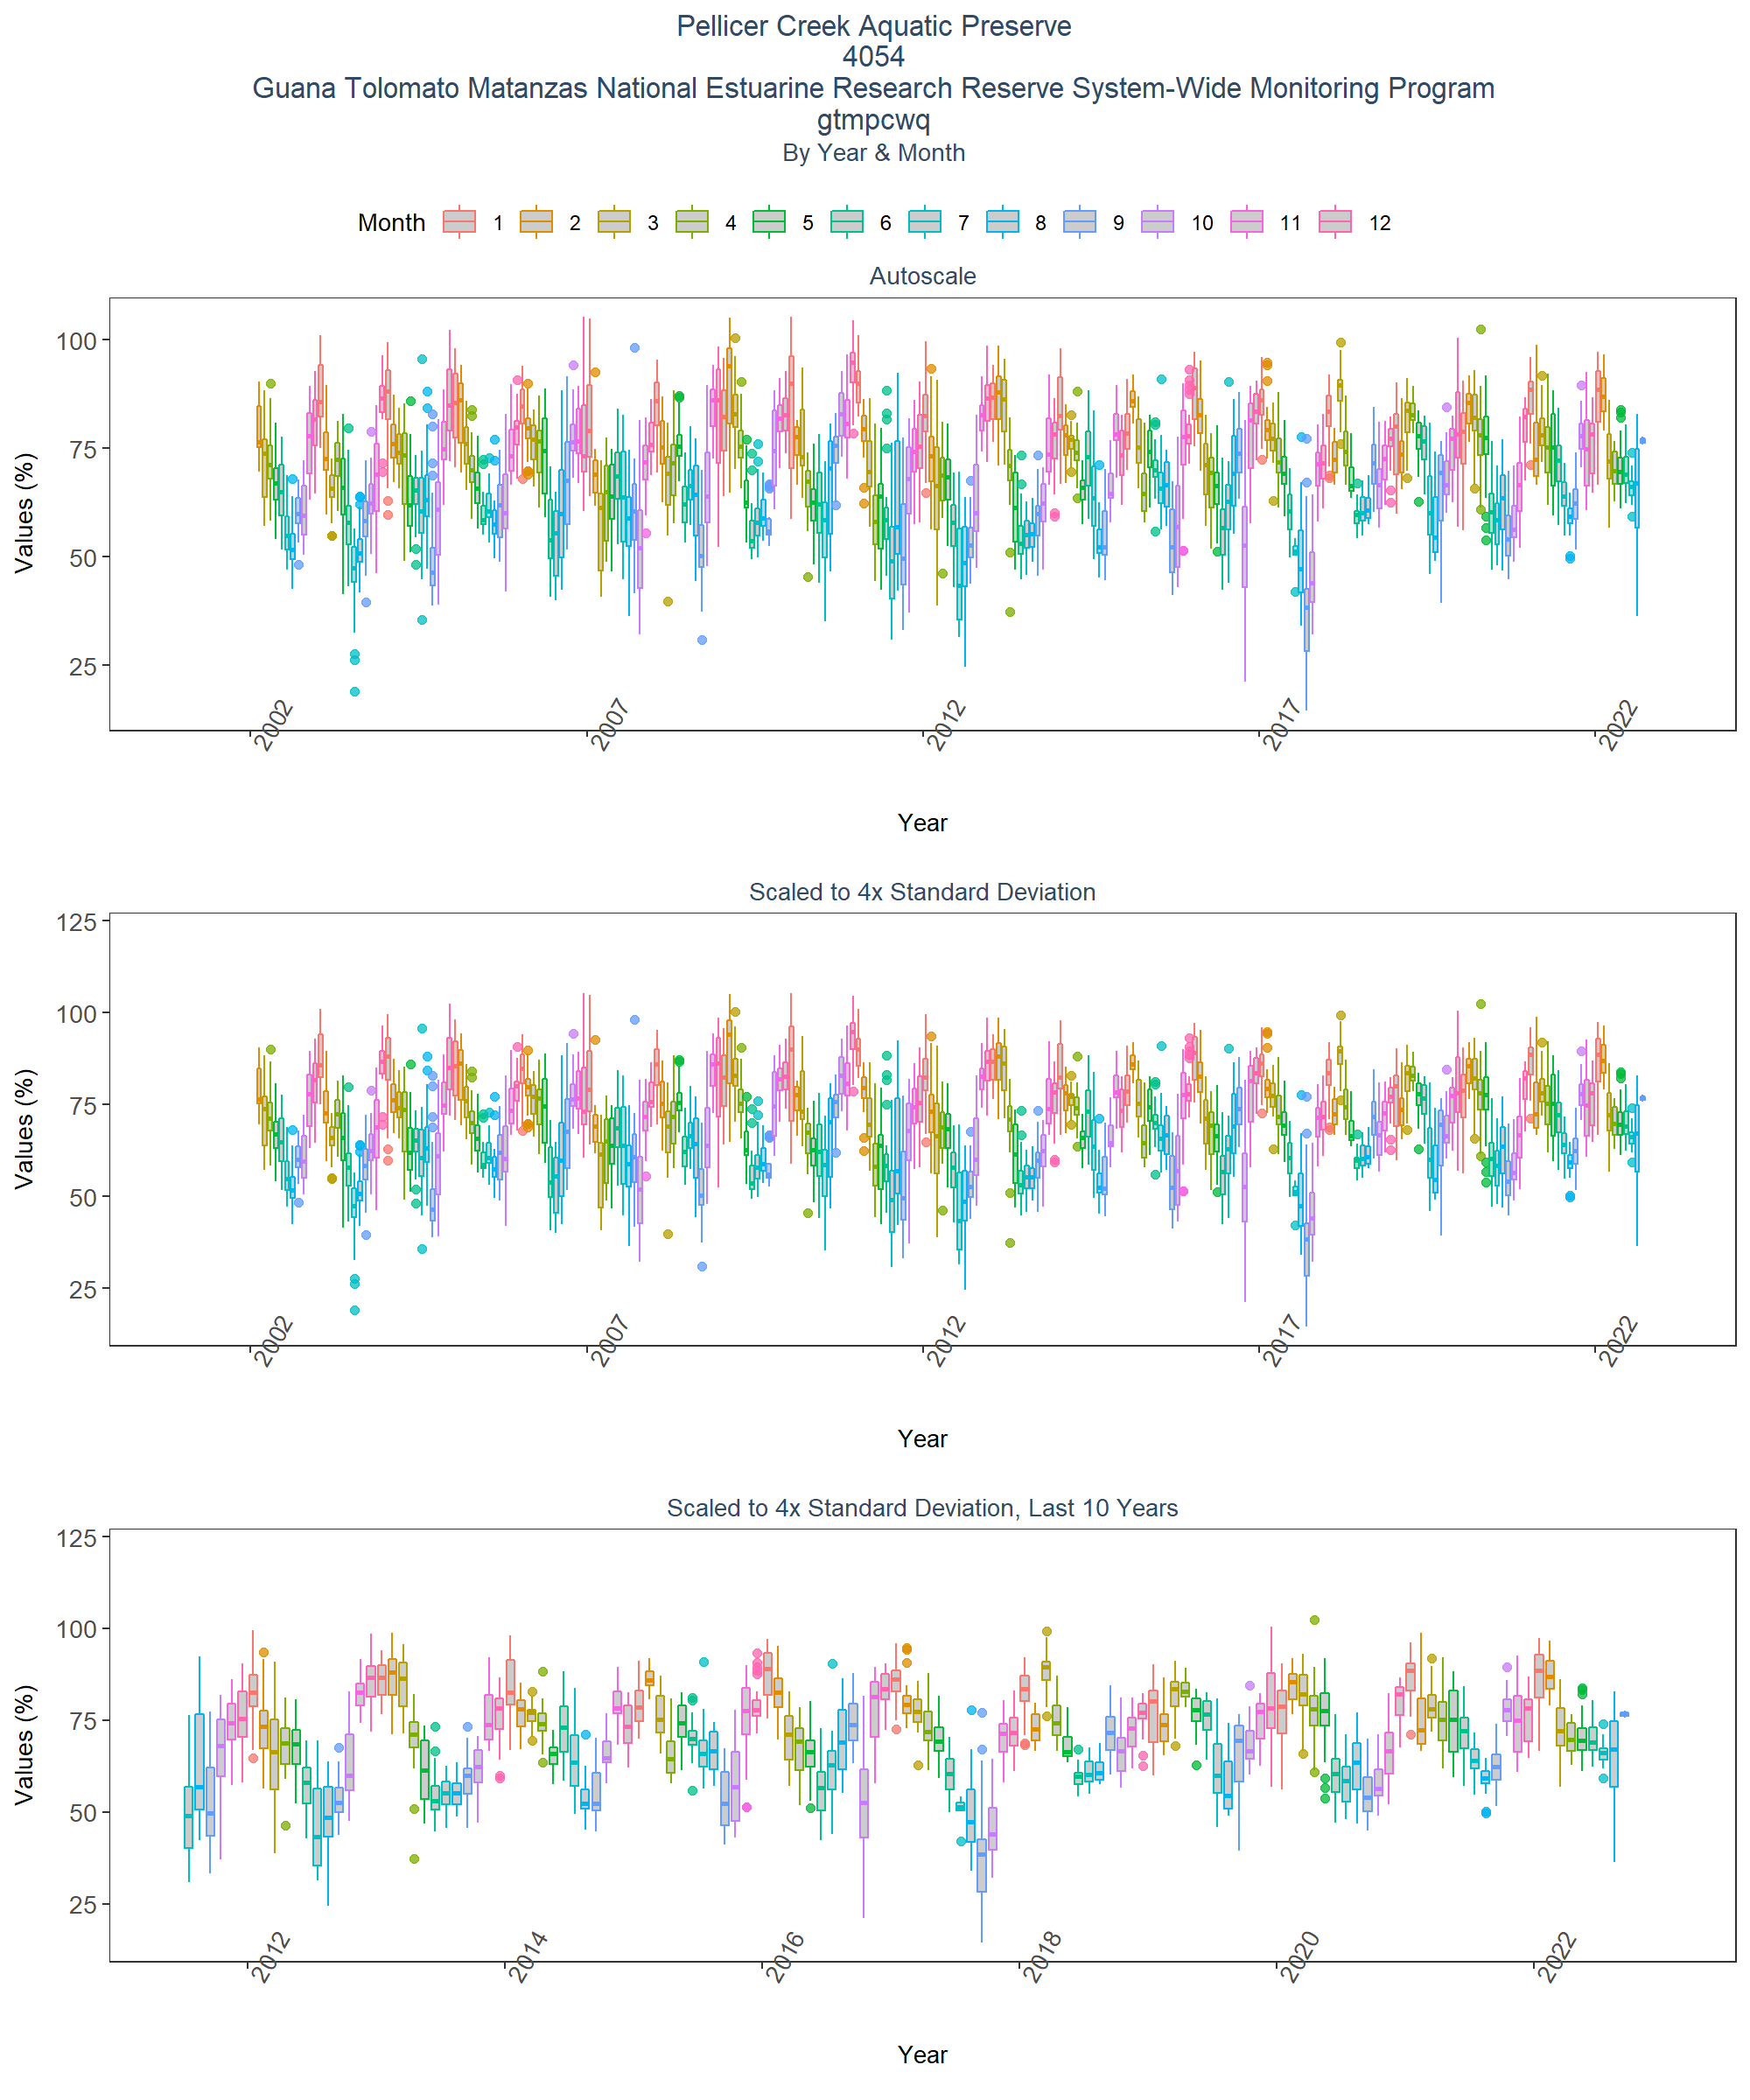 Pellicer Creek Aquatic Preserve
4054
Guana Tolomato Matanzas National Estuarine Research Reserve System-Wide Monitoring Program
gtmpcwq
By Year & Month
Month 1 2 3 4 5 6 7 8 9 10 11 12
Autoscale
Values (%)
100
75
50
25
2002 2007 2012 2017 2022
Year
Scaled to 4x Standard Deviation
Values (%)
125
100
75
50
25
2002 2007 2012 2017 2022
Year
Scaled to 4x Standard Deviation, Last 10 Years
Values (%)
125
100
75
50
25
2012 2014 2016 2018 2020 2022
Year